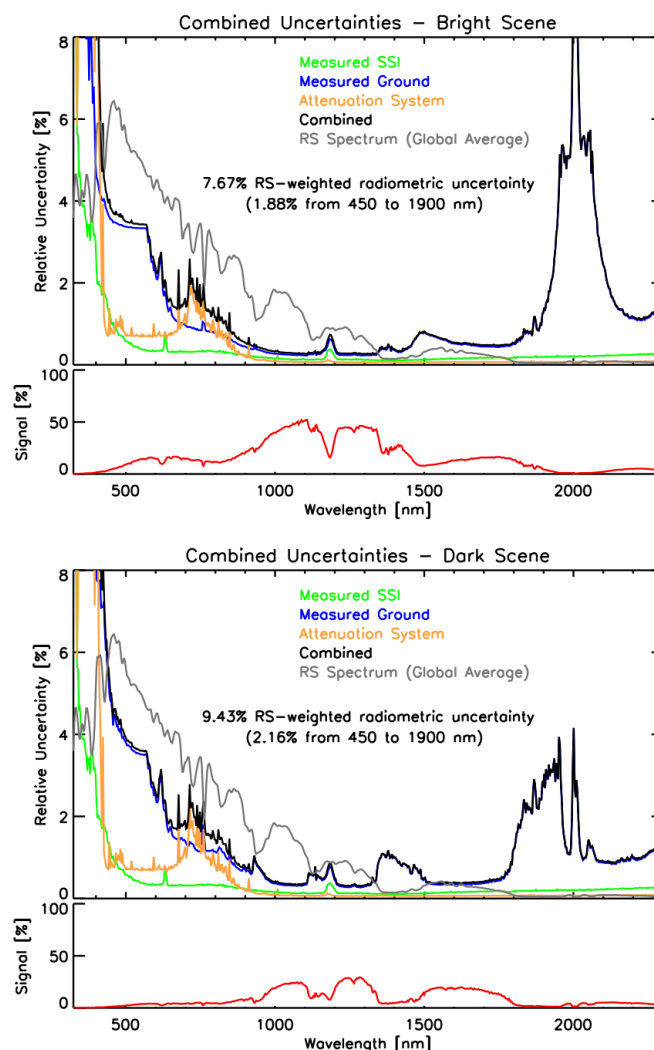 Combined Uncertainties – Bright Scene
8
6
4
2
0
Relative Uncertainty [%]
Measured SSI
Measured Ground
Attenuation System
Combined
RS Spectrum (Global Average)
7.67% RS-weighted radiometric uncertainty
(1.88% from 450 to 1900 nm)
100
50
0
Signal [%]
500
1000
1500
2000
Wavelength [nm]
Combined Uncertainties – Dark Scene
8
6
4
2
0
Relative Uncertainty [%]
Measured SSI
Measured Ground
Attenuation System
Combined
RS Spectrum (Global Average)
9.43% RS-weighted radiometric uncertainty
(2.16% from 450 to 1900 nm)
100
50
0
Signal [%]
500
1000
1500
2000
Wavelength [nm]